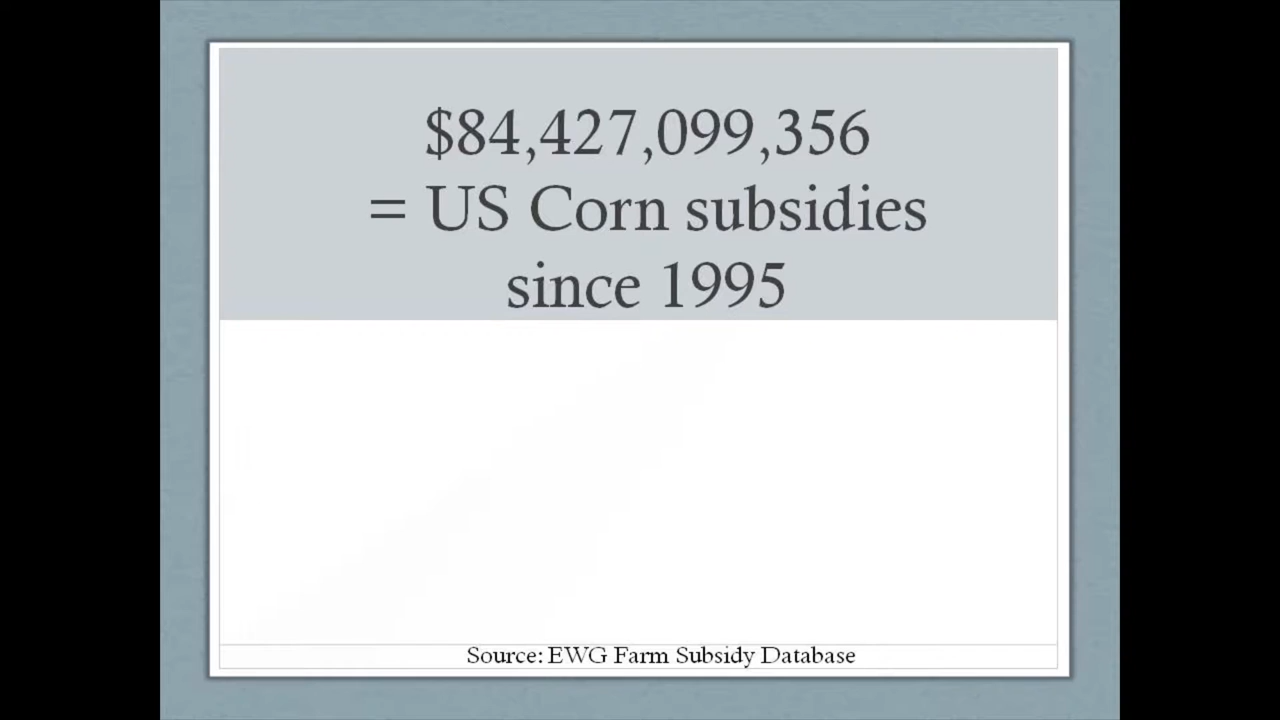 $84,427,099,356
= US Corn subsidies
since 1995
Source: EWG Farm Subsidy Database